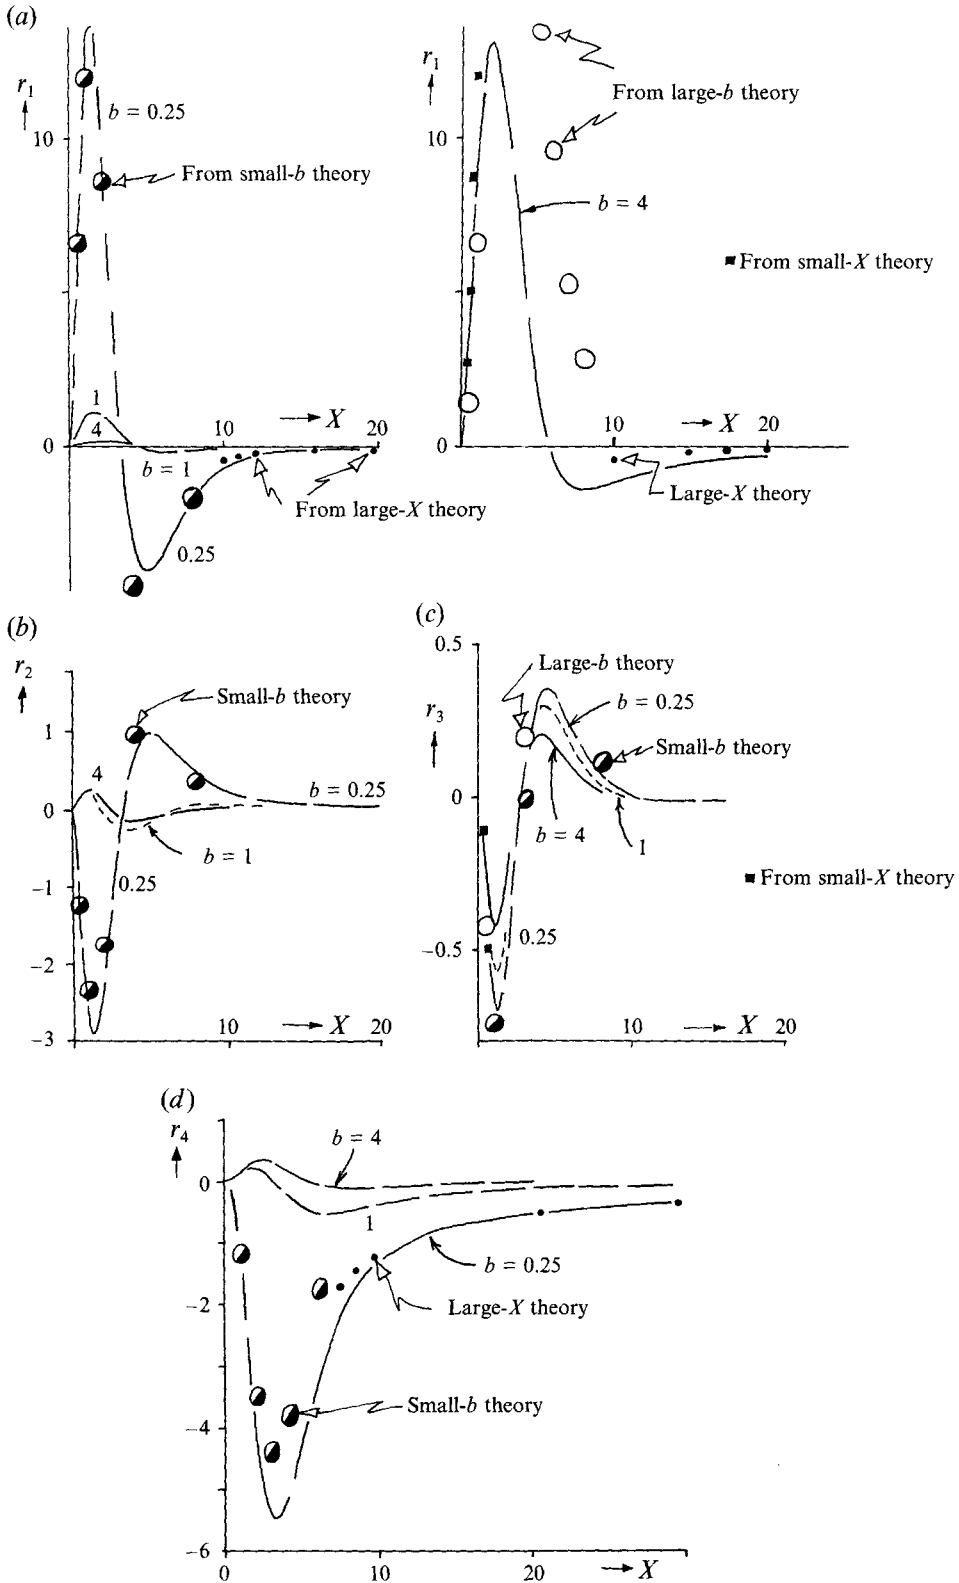 (a)
r1
10
b = 0.25
From small-b theory
1
4
0
b = 1
10
20
X
From large-X theory
0.25
r1
10
From large-b theory
b = 4
From small-X theory
X
0
10
20
Large-X theory
(b)
r2
1
0
-1
-2
-3
Small-b theory
4
b = 0.25
b = 1
0.25
10
X
20
(c)
0.5
r3
0
-0.5
Large-b theory
b = 0.25
Small-b theory
b = 4
1
From small-X theory
0.25
10
X
20
(d)
r4
0
-2
-4
-6
b = 4
1
b = 0.25
Large-X theory
Small-b theory
0
10
20
X